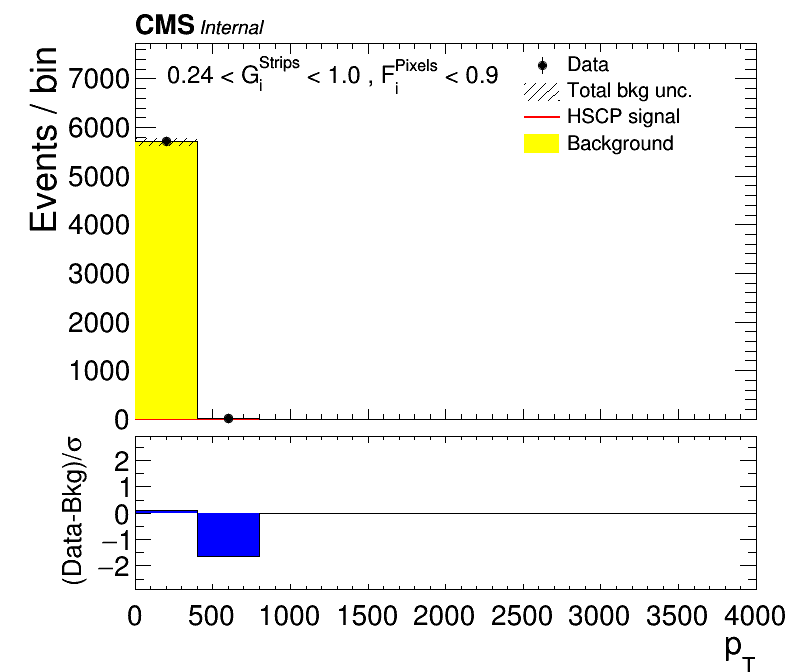 CMS Internal
Events / bin
7000
6000
5000
4000
3000
2000
1000
0
0.24 < G_i^Strips < 1.0 , F_i^Pixels < 0.9
Data
Total bkg unc.
HSCP signal
Background
(Data-Bkg)/σ
2
1
0
−1
−2
0 500 1000 1500 2000 2500 3000 3500 4000
p_T